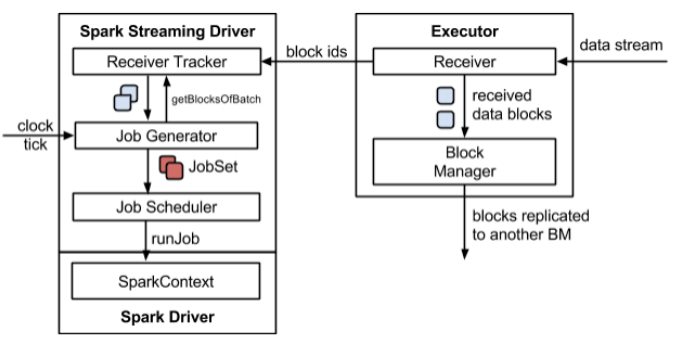 Spark Streaming Driver
Receiver Tracker
getBlocksOfBatch
clock
tick
Job Generator
JobSet
Job Scheduler
runJob
SparkContext
Spark Driver
block ids
Executor
data stream
Receiver
received
data blocks
Block
Manager
blocks replicated
to another BM